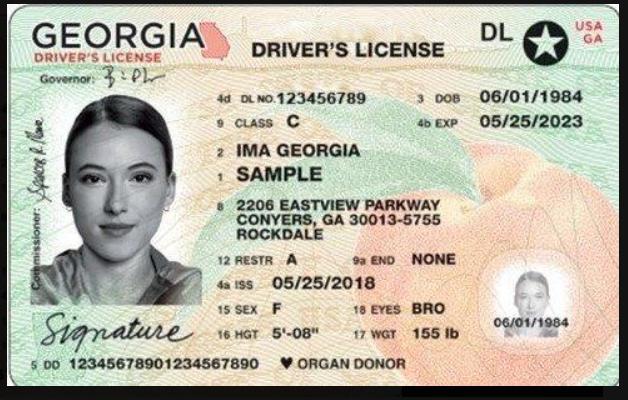 GEORGIA
DRIVER'S LICENSE
DRIVER'S LICENSE
DL
USA
GA
Governor:
4d DL NO. 123456789
3 DOB 06/01/1984
9 CLASS C
4b EXP 05/25/2023
2 IMA GEORGIA
1 SAMPLE
8 2206 EASTVIEW PARKWAY
CONYERS, GA 30013-5755
ROCKDALE
12 RESTR A
9a END NONE
4a ISS 05/25/2018
15 SEX F
18 EYES BRO
16 HGT 5'-08"
17 WGT 155 lb
Commissioner:
Signature
06/01/1984
5 DD 12345678901234567890
♥ ORGAN DONOR